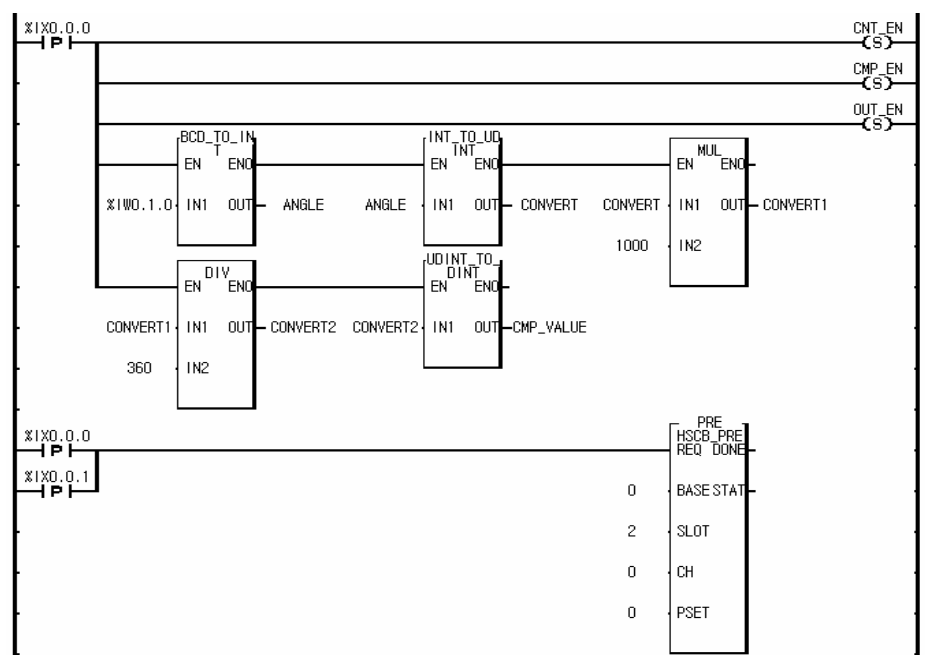 %IX0.0.0 CNT_EN
P (S)
CMP_EN
(S)
OUT_EN
(S)
BCD_TO_IN INT_TO_UD
T INT MUL
EN ENO EN ENO EN ENO
%IW0.1.0 IN1 OUT ANGLE ANGLE IN1 OUT CONVERT CONVERT IN1 OUT CONVERT1
1000 IN2
UDINT_TO_
DIV DINT
EN ENO EN ENO
CONVERT1 IN1 OUT CONVERT2 CONVERT2 IN1 OUT CMP_VALUE
360 IN2
PRE
%IX0.0.0 HSCB_PRE
P REQ DONE
%IX0.0.1
P 0 BASE STAT
2 SLOT
0 CH
0 PSET